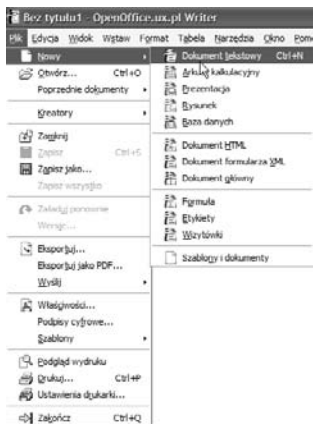 Bez tytułu1 - OpenOffice.ux.pl Writer
Plik Edycja Widok Wstaw Format Tabela Narzędzia Okno Pomo
Nowy
Otwórz... Ctrl+O
Poprzednie dokumenty
Kreatory
Zamknij
Zapisz Ctrl+S
Zapisz jako...
Zapisz wszystko
Załaduj ponownie
Wersje...
Eksportuj...
Eksportuj jako PDF...
Wyślij
Właściwości...
Podpisy cyfrowe...
Szablony
Podgląd wydruku
Drukuj... Ctrl+P
Ustawienia drukarki...
Zakończ Ctrl+Q
Dokument tekstowy Ctrl+N
Arkusz kalkulacyjny
Prezentacja
Rysunek
Baza danych
Dokument HTML
Dokument formularza XML
Dokument główny
Formuła
Etykiety
Wizytówki
Szablony i dokumenty